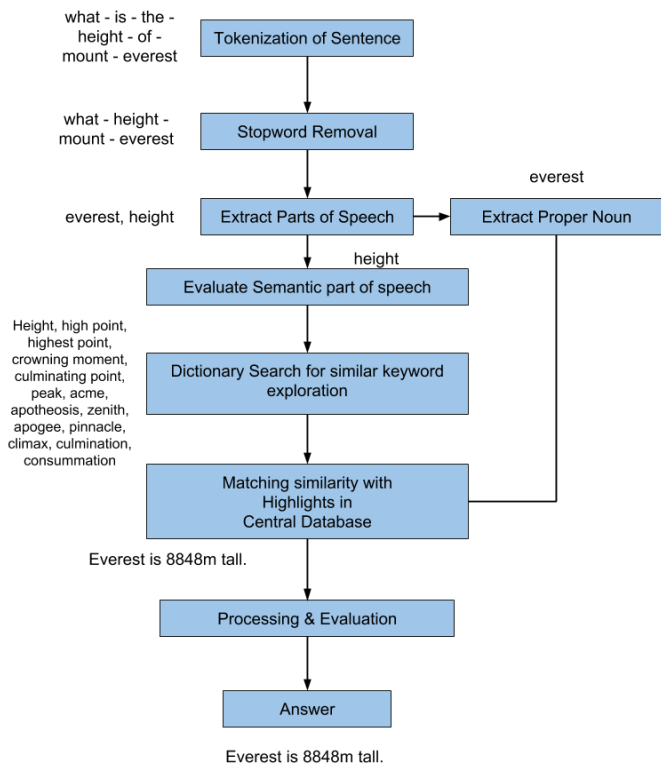 what - is - the -
height - of -
mount - everest
Tokenization of Sentence
what - height -
mount - everest
Stopword Removal
everest
everest, height
Extract Parts of Speech
Extract Proper Noun
height
Evaluate Semantic part of speech
Height, high point,
highest point,
crowning moment,
culminating point,
peak, acme,
apotheosis, zenith,
apogee, pinnacle,
climax, culmination,
consummation
Dictionary Search for similar keyword
exploration
Matching similarity with
Highlights in
Central Database
Everest is 8848m tall.
Processing & Evaluation
Answer
Everest is 8848m tall.